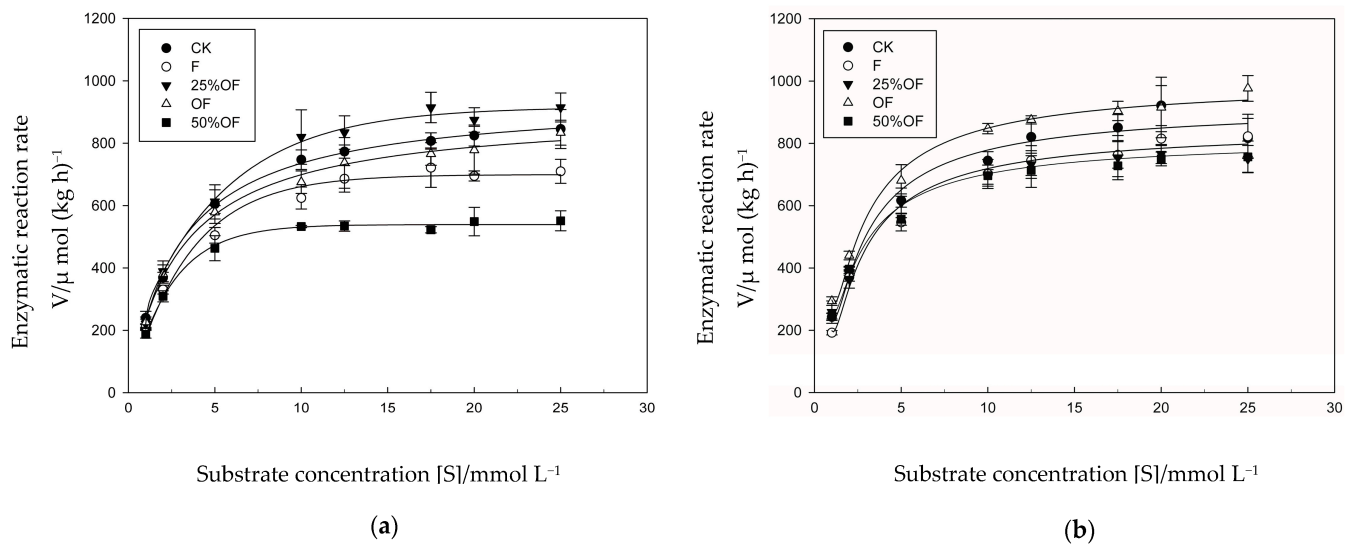 1200
1000
800
600
400
200
0
0 5 10 15 20 25 30
CK
F
25%OF
OF
50%OF
Enzymatic reaction rate
V/μ mol (kg h)⁻¹
Substrate concentration [S]/mmol L⁻¹
(a)
1200
1000
800
600
400
200
0
0 5 10 15 20 25 30
CK
F
25%OF
OF
50%OF
Enzymatic reaction rate
V/μ mol (kg h)⁻¹
Substrate concentration [S]/mmol L⁻¹
(b)